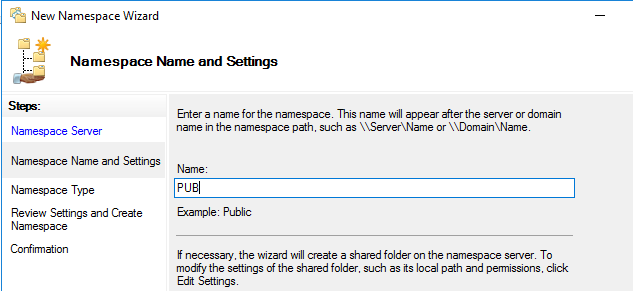 New Namespace Wizard
Namespace Name and Settings
Steps:
Namespace Server
Namespace Name and Settings
Namespace Type
Review Settings and Create
Namespace
Confirmation
Enter a name for the namespace. This name will appear after the server or domain
name in the namespace path, such as \\Server\Name or \\Domain\Name.
Name:
PUB
Example: Public
If necessary, the wizard will create a shared folder on the namespace server. To
modify the settings of the shared folder, such as its local path and permissions, click
Edit Settings.